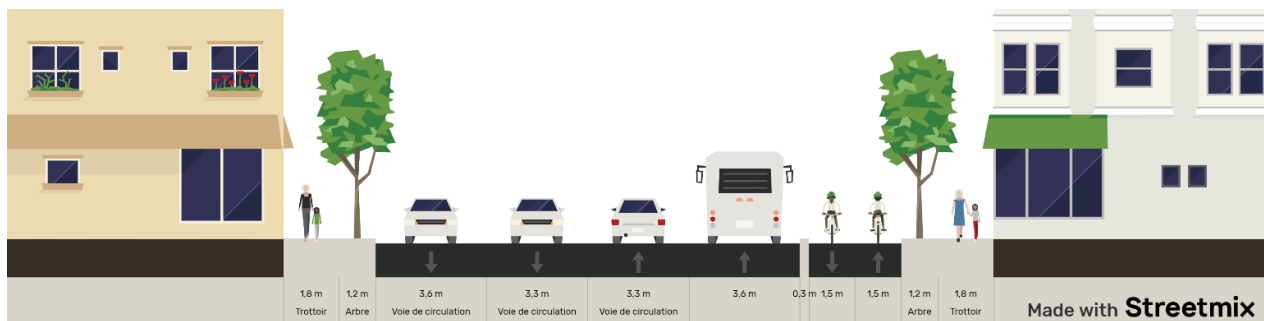 1,8 m
Trottoir
1,2 m
Arbre
3,6 m
Voie de circulation
3,3 m
Voie de circulation
3,3 m
Voie de circulation
3,6 m
0,3 m
1,5 m
1,5 m
1,2 m
Arbre
1,8 m
Trottoir
Made with Streetmix